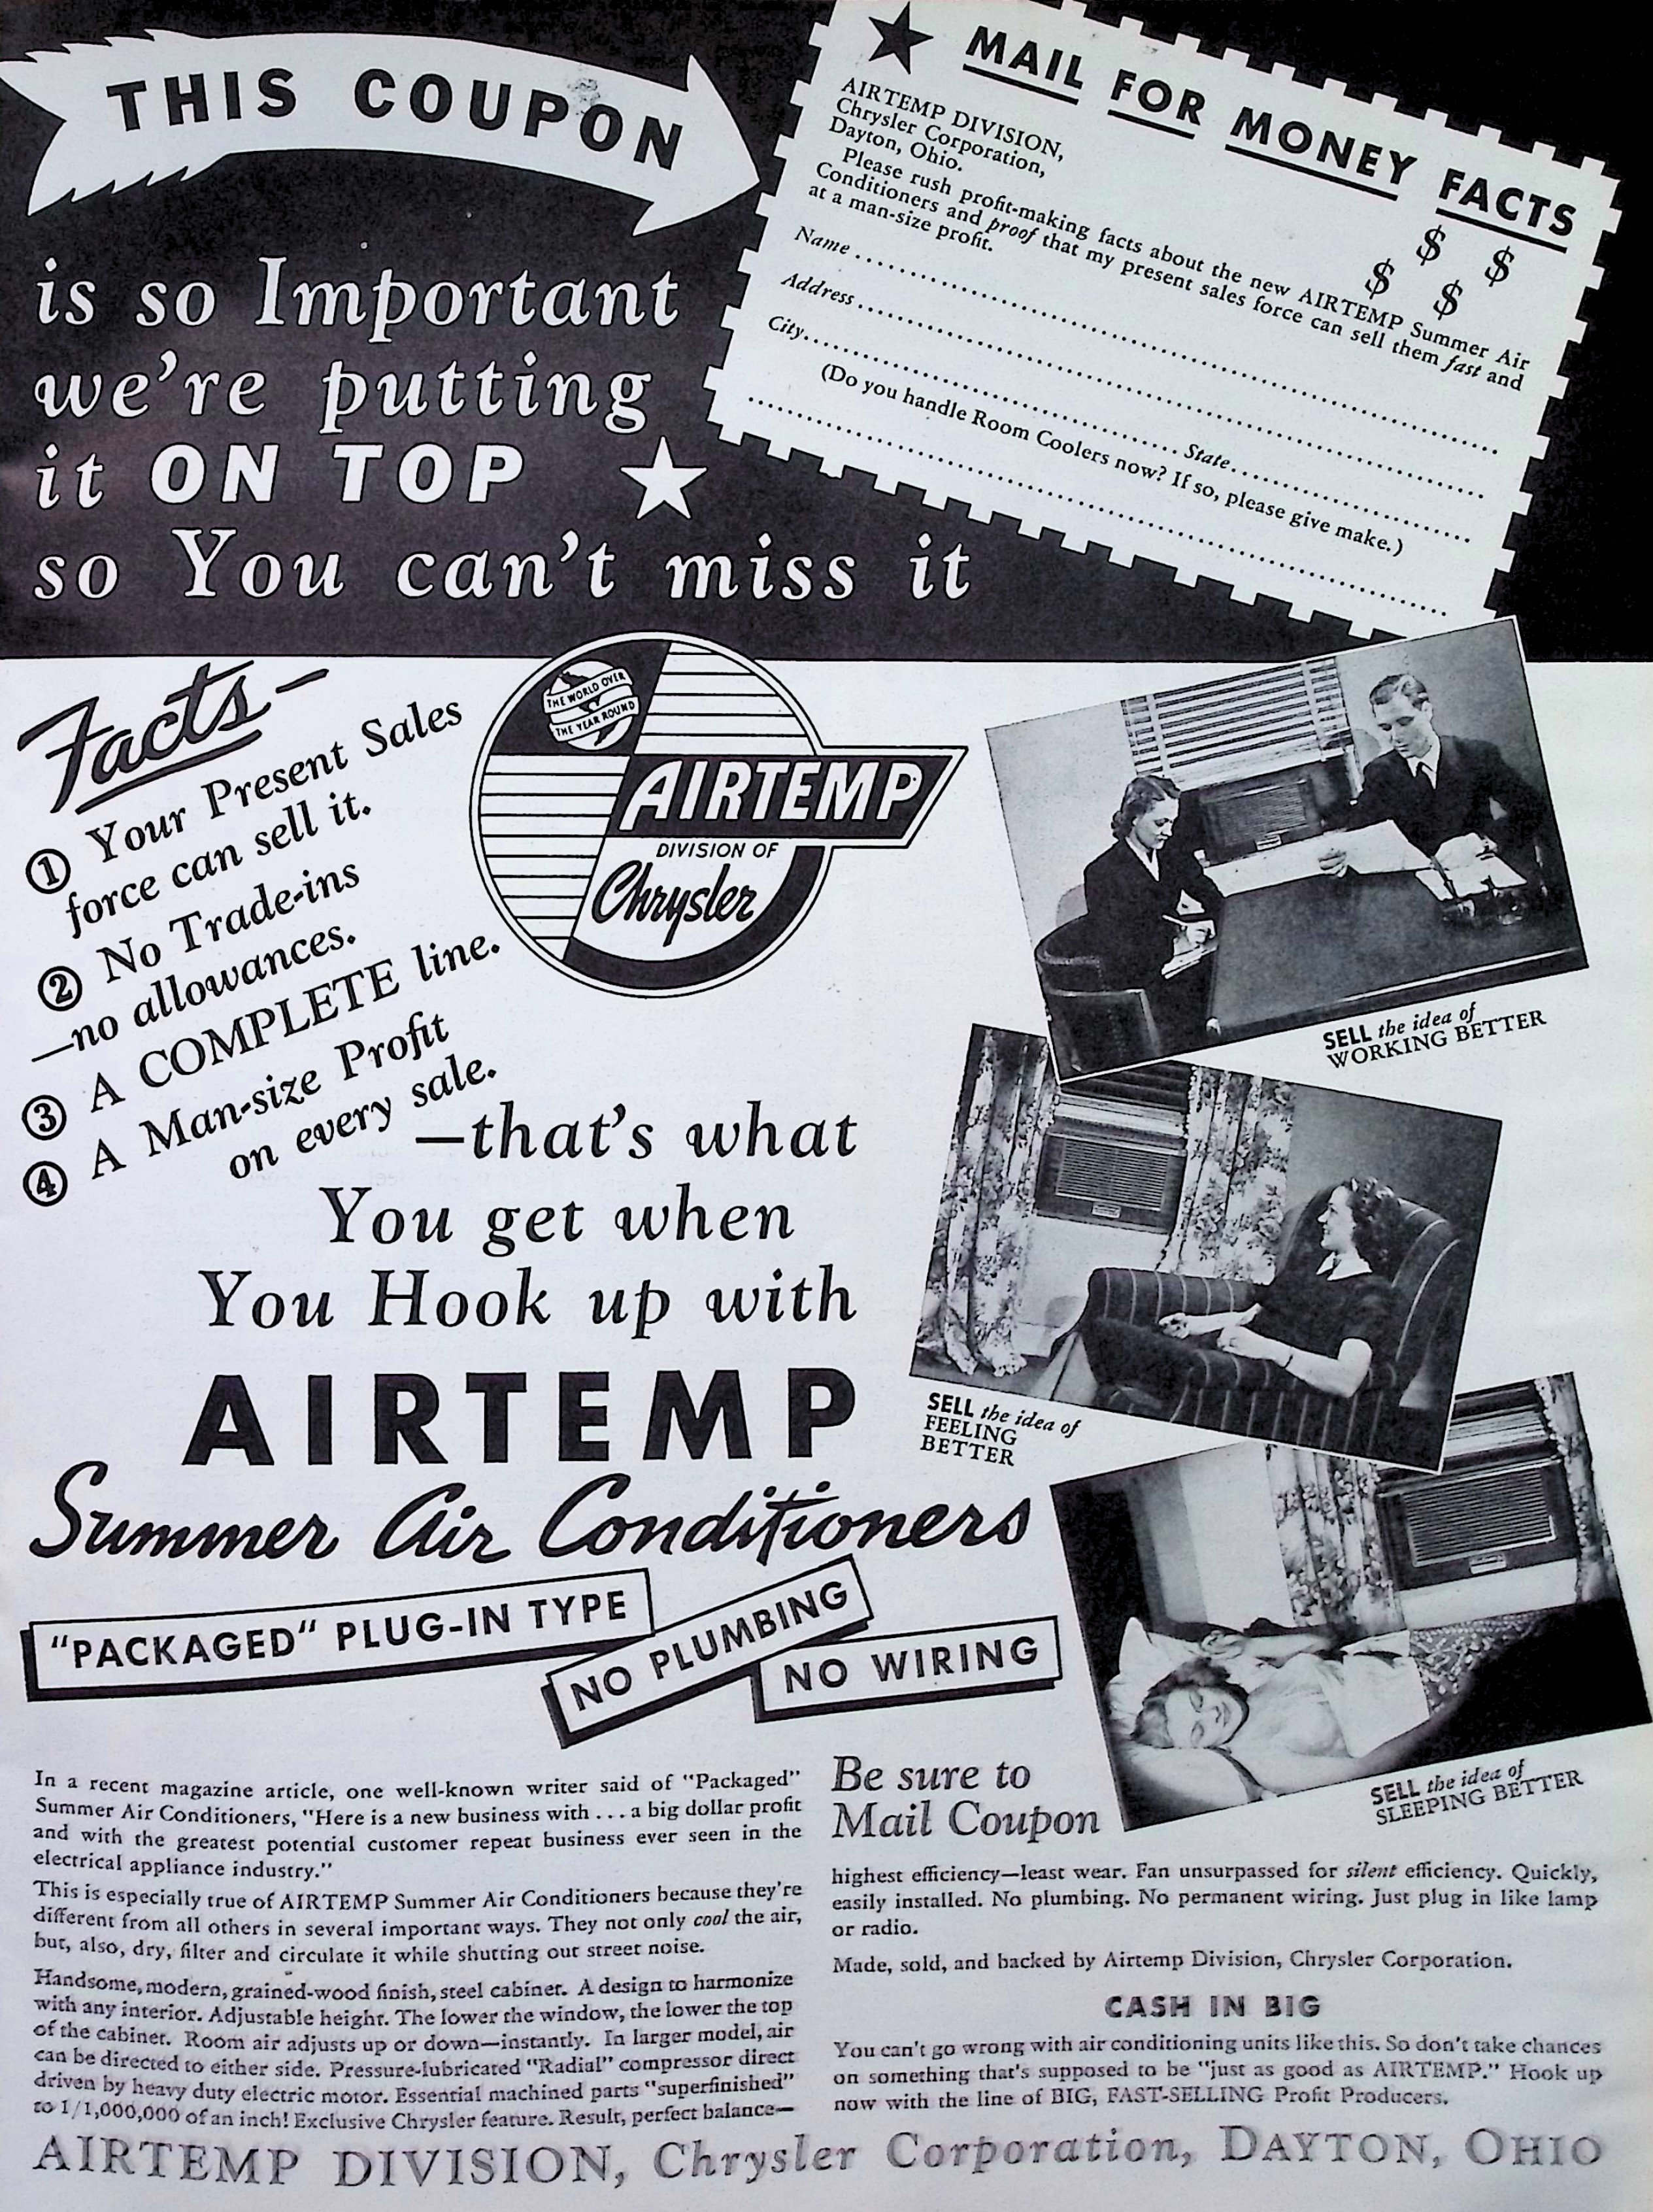 THIS COUPON
is so Important
we're putting
it ON TOP
so You can't miss it
MAIL FOR MONEY FACTS
AIRTEMP DIVISION,
Chrysler Corporation,
Dayton, Ohio.
$ $
$ $
Please rush profit-making facts about the new AIRTEMP Summer Air
Conditioners and proof that my present sales force can sell them fast and
at a man-size profit.
Name
Address
City State
(Do you handle Room Coolers now? If so, please give make.)
Facts—
1 Your Present Sales
force can sell it.
2 No Trade-ins
—no allowances.
3 A COMPLETE line.
4 A Man-size Profit
on every sale.
THE WORLD OVER
THE YEAR ROUND
AIRTEMP
DIVISION OF
Chrysler
—that's what
You get when
You Hook up with
AIRTEMP
Summer Air Conditioners
"PACKAGED" PLUG-IN TYPE
NO PLUMBING
NO WIRING
SELL the idea of
WORKING BETTER
SELL the idea of
FEELING
BETTER
SELL the idea of
SLEEPING BETTER
In a recent magazine article, one well-known writer said of "Packaged"
Summer Air Conditioners, "Here is a new business with . . . a big dollar profit
and with the greatest potential customer repeat business ever seen in the
electrical appliance industry."
This is especially true of AIRTEMP Summer Air Conditioners because they're
different from all others in several important ways. They not only cool the air,
but, also, dry, filter and circulate it while shutting out street noise.
Handsome, modern, grained-wood finish, steel cabinet. A design to harmonize
with any interior. Adjustable height. The lower the window, the lower the top
of the cabinet. Room air adjusts up or down—instantly. In larger model, air
can be directed to either side. Pressure-lubricated "Radial" compressor direct
driven by heavy duty electric motor. Essential machined parts "superfinished"
to 1/1,000,000 of an inch! Exclusive Chrysler feature. Result, perfect balance—
Be sure to
Mail Coupon
highest efficiency—least wear. Fan unsurpassed for silent efficiency. Quickly,
easily installed. No plumbing. No permanent wiring. Just plug in like lamp
or radio.
Made, sold, and backed by Airtemp Division, Chrysler Corporation.
CASH IN BIG
You can't go wrong with air conditioning units like this. So don't take chances
on something that's supposed to be "just as good as AIRTEMP." Hook up
now with the line of BIG, FAST-SELLING Profit Producers.
AIRTEMP DIVISION, Chrysler Corporation, DAYTON, OHIO